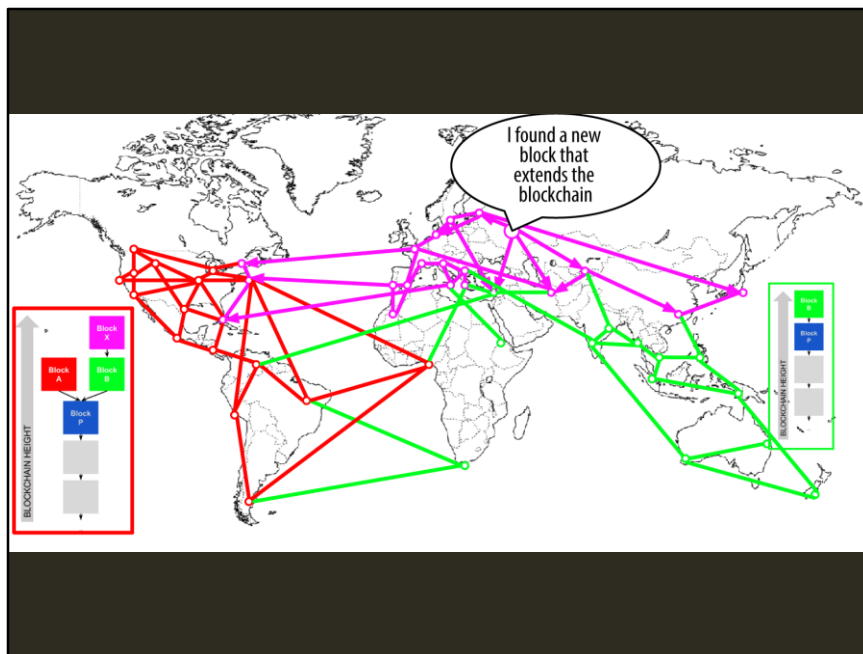 I found a new
block that
extends the
blockchain
BLOCKCHAIN HEIGHT
Block
X
Block
A
Block
B
Block
P
BLOCKCHAIN HEIGHT
Block
B
Block
P